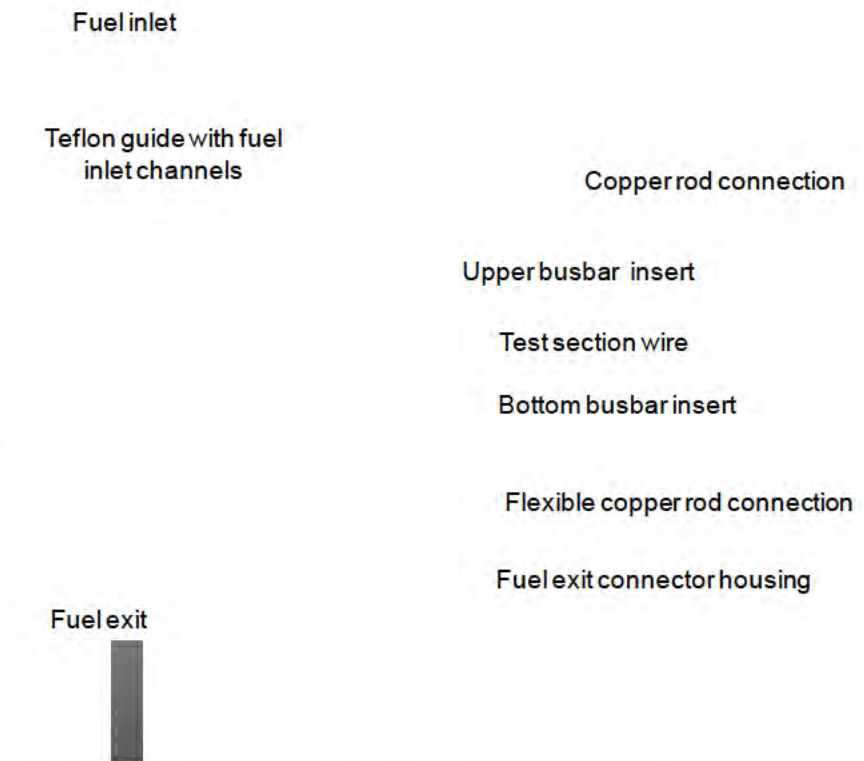 Fuel inlet
Teflon guide with fuel
inlet channels
Copper rod connection
Upper busbar insert
Test section wire
Bottom busbar insert
Flexible copper rod connection
Fuel exit connector housing
Fuel exit